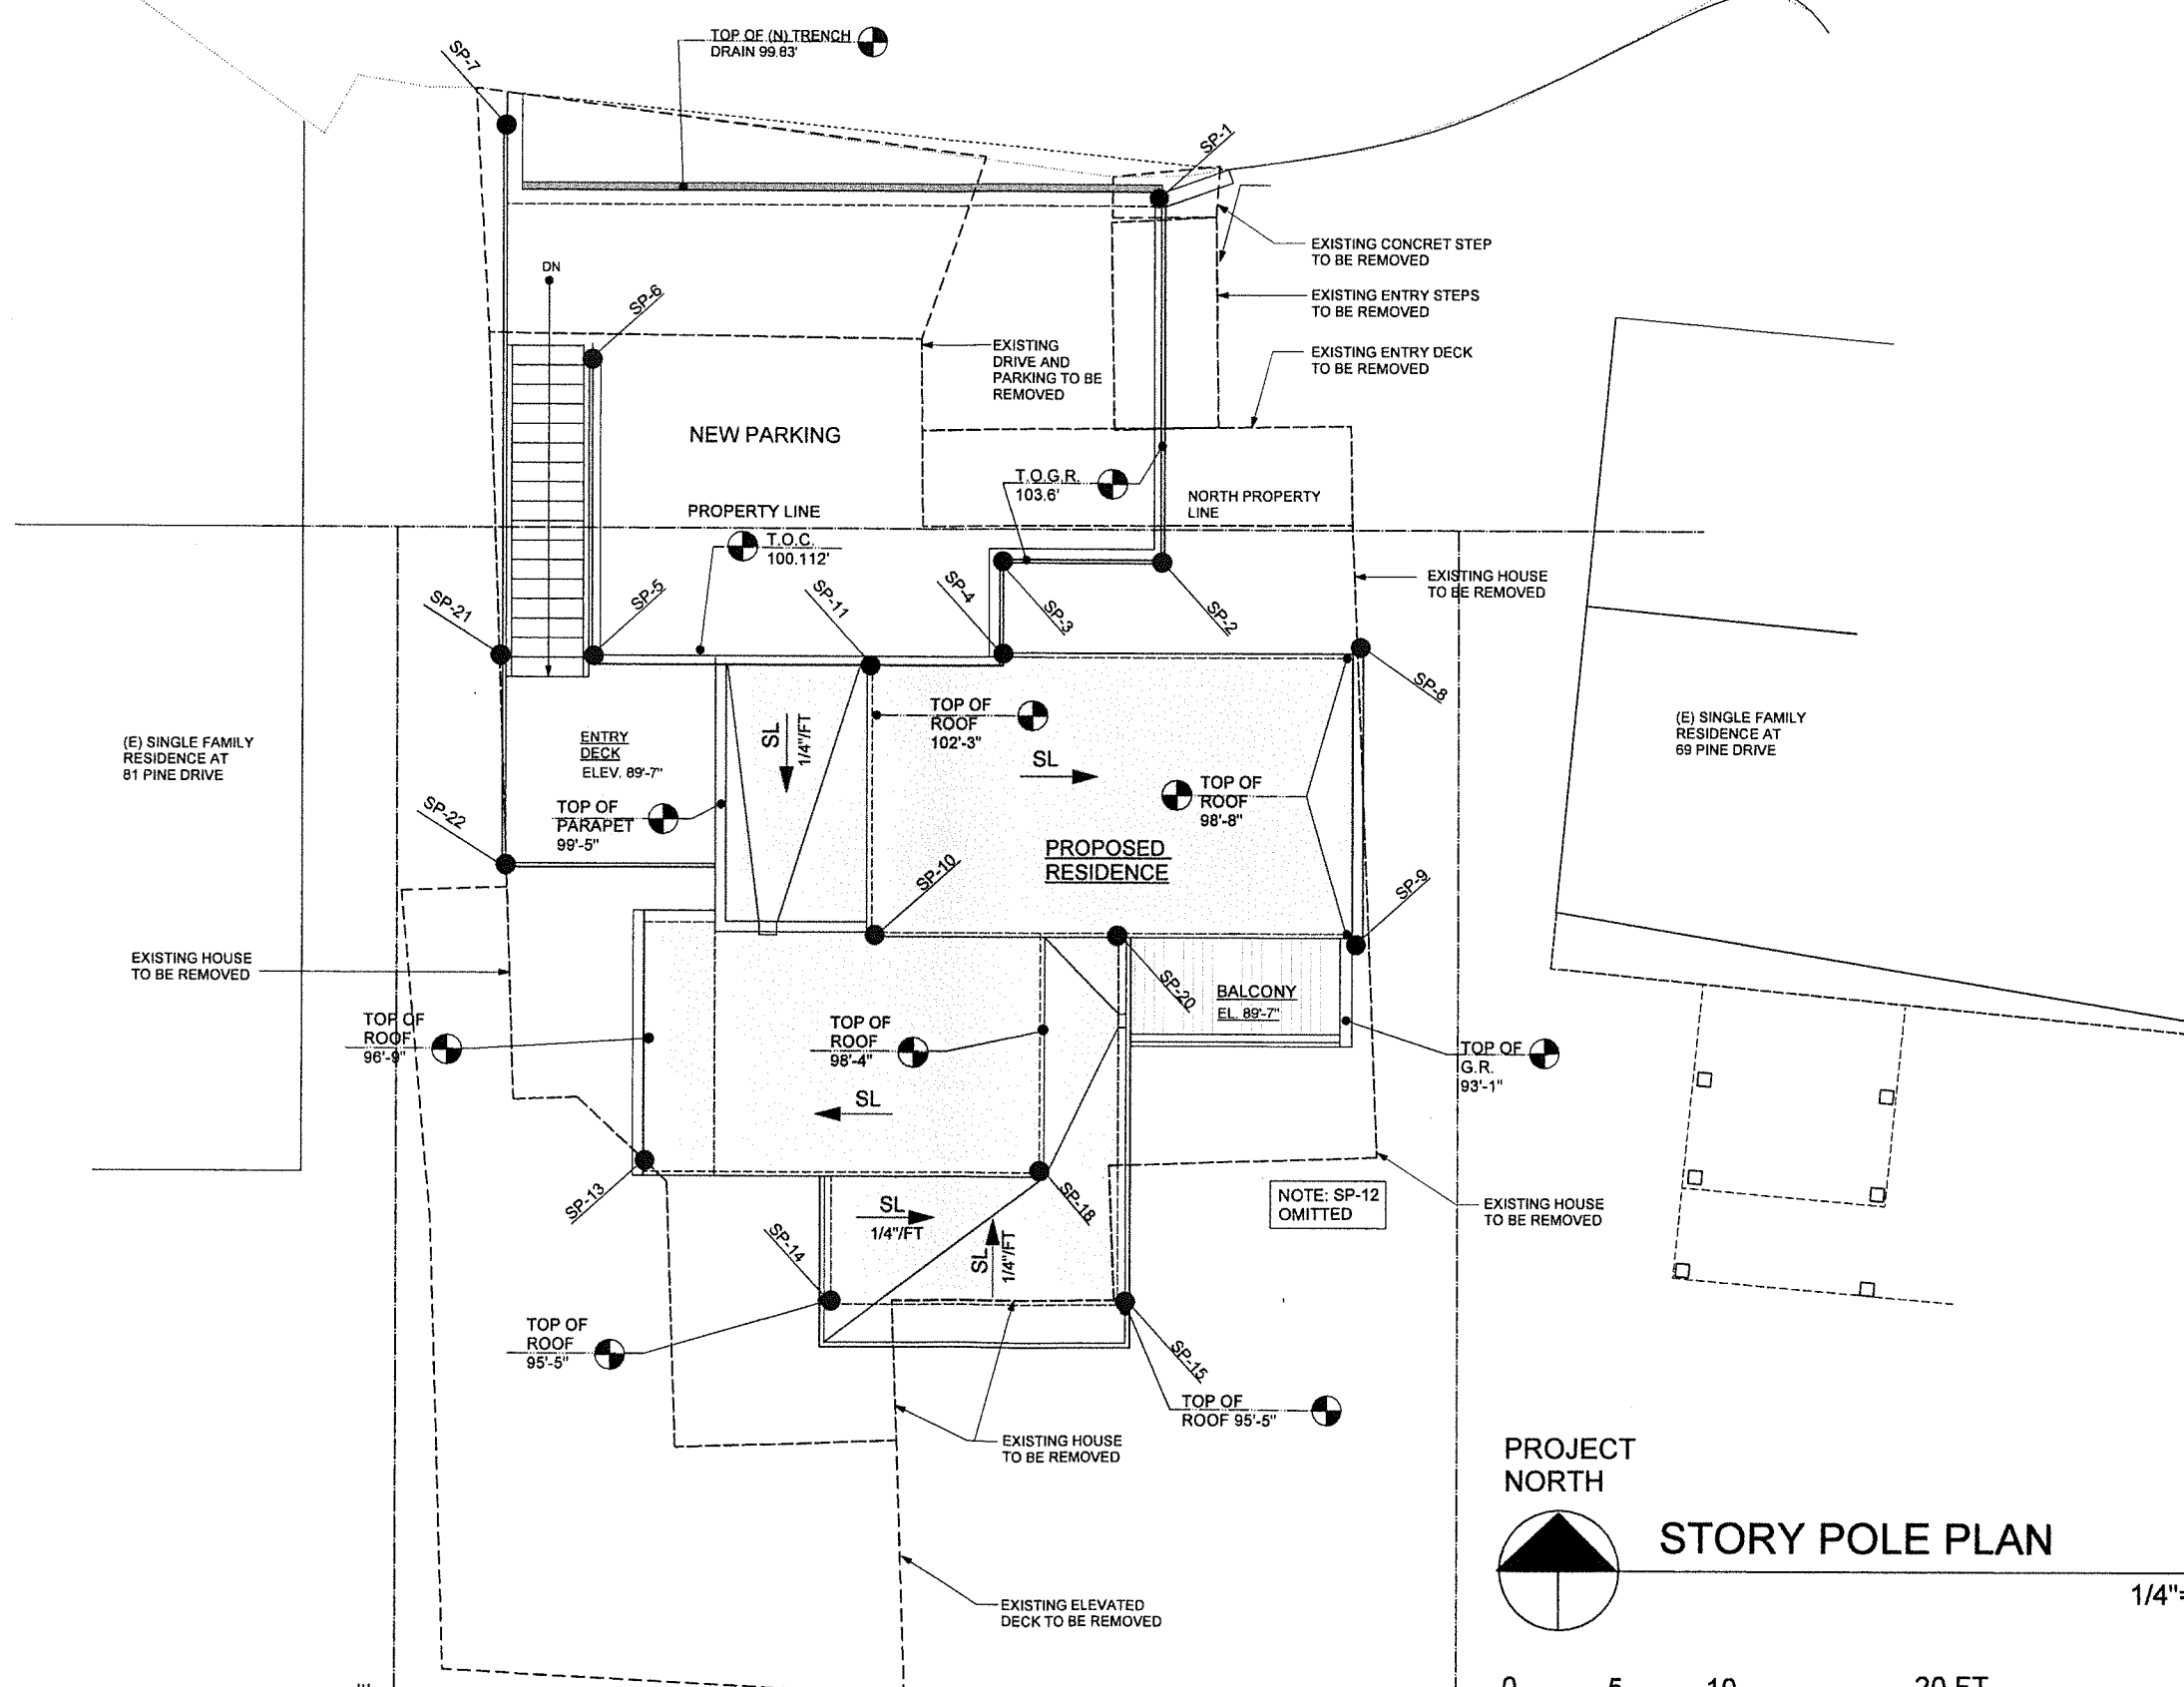 TOP OF (N) TRENCH
DRAIN 99.83'
SP-7
SP-1
EXISTING CONCRET STEP
TO BE REMOVED
DN
SP-6
EXISTING ENTRY STEPS
TO BE REMOVED
EXISTING
DRIVE AND
PARKING TO BE
REMOVED
EXISTING ENTRY DECK
TO BE REMOVED
NEW PARKING
T.O.G.R.
103.6'
NORTH PROPERTY
LINE
PROPERTY LINE
T.O.C.
100.112'
EXISTING HOUSE
TO BE REMOVED
SP-21
SP-5
SP-11
SP-4
SP-3
SP-2
SP-8
(E) SINGLE FAMILY
RESIDENCE AT
81 PINE DRIVE
ENTRY
DECK
ELEV. 89'-7"
SL
1/4"/FT
TOP OF
ROOF
102'-3"
SL
(E) SINGLE FAMILY
RESIDENCE AT
69 PINE DRIVE
TOP OF
ROOF
98'-8"
SP-22
TOP OF
PARAPET
99'-5"
PROPOSED
RESIDENCE
SP-10
SP-9
EXISTING HOUSE
TO BE REMOVED
SP-20
BALCONY
EL. 89'-7"
TOP OF
ROOF
96'-9"
TOP OF
ROOF
98'-4"
TOP OF
G.R.
93'-1"
SL
SP-13
SP-18
NOTE: SP-12
OMITTED
EXISTING HOUSE
TO BE REMOVED
SL
1/4"/FT
SL
1/4"/FT
SP-14
TOP OF
ROOF
95'-5"
SP-15
TOP OF
ROOF 95'-5"
EXISTING HOUSE
TO BE REMOVED
PROJECT
NORTH
STORY POLE PLAN
1/4"=
EXISTING ELEVATED
DECK TO BE REMOVED
0 5 10 20 FT